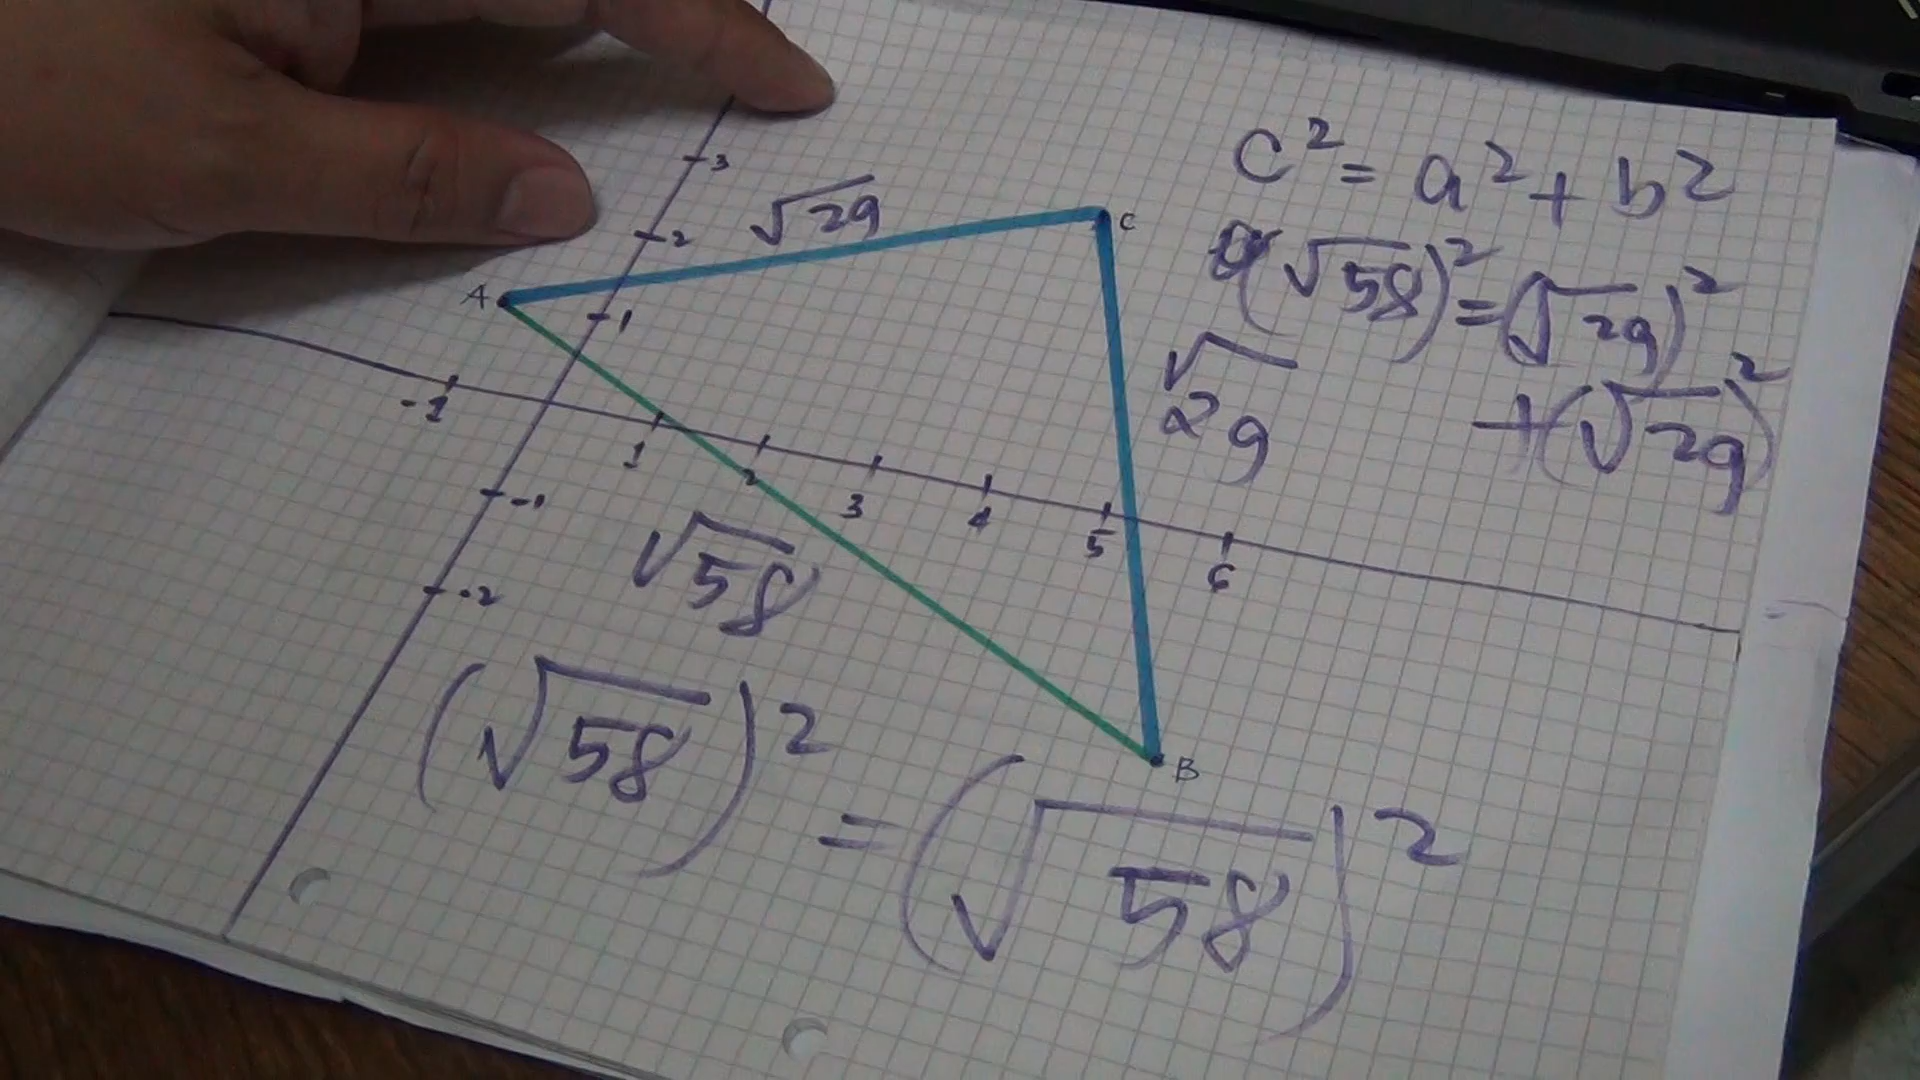 3
2
1
-1
-2
-1
1
2
3
4
5
6
A
C
B
√29
√29
√58
c² = a² + b²
(√58)² = (√29)²
+ (√29)²
(√58)² = (√58)²